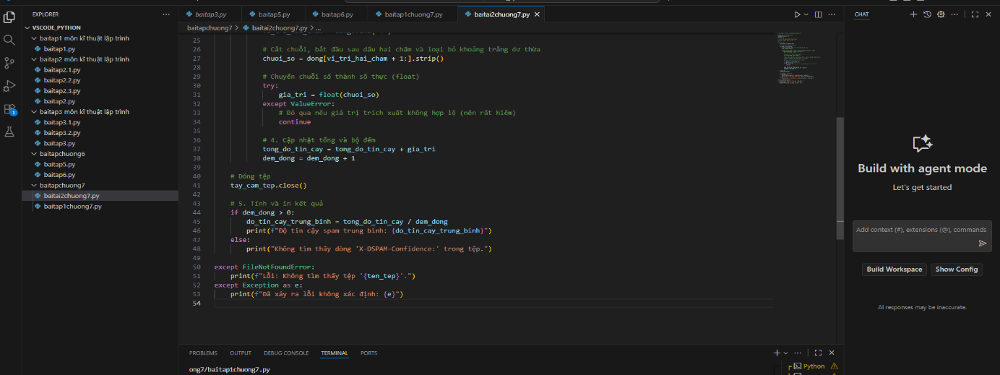 EXPLORER
VSCODE_PYTHON
baitap1 môn kĩ thuật lập trình
baitap1.py
baitap2 môn kĩ thuật lập trình
baitap2.1.py
baitap2.2.py
baitap2.3.py
baitap2.py
baitap3 môn kĩ thuật lập trình
baitap3.1.py
baitap3.2.py
baitap3.py
baitapchuong6
baitap5.py
baitap6.py
baitapchuong7
baitai2chuong7.py
baitap1chuong7.py
1
baitap3.py
baitap5.py
baitap6.py
baitap1chuong7.py
baitai2chuong7.py
baitapchuong7 > baitai2chuong7.py > ...
25
26 # Cắt chuỗi, bắt đầu sau dấu hai chấm và loại bỏ khoảng trắng dư thừa
27 chuoi_so = dong[vi_tri_hai_cham + 1:].strip()
28
29 # Chuyển chuỗi số thành số thực (float)
30 try:
31 gia_tri = float(chuoi_so)
32 except ValueError:
33 # Bỏ qua nếu giá trị trích xuất không hợp lệ (nên rất hiếm)
34 continue
35
36 # 4. Cập nhật tổng và bộ đếm
37 tong_do_tin_cay = tong_do_tin_cay + gia_tri
38 dem_dong = dem_dong + 1
39
40 # Đóng tệp
41 tay_cam_tep.close()
42
43 # 5. Tính và in kết quả
44 if dem_dong > 0:
45 do_tin_cay_trung_binh = tong_do_tin_cay / dem_dong
46 print(f"Độ tin cậy spam trung bình: {do_tin_cay_trung_binh}")
47 else:
48 print("Không tìm thấy dòng 'X-DSPAM-Confidence:' trong tệp.")
49
50 except FileNotFoundError:
51 print(f"Lỗi: Không tìm thấy tệp '{ten_tep}'.")
52 except Exception as e:
53 print(f"Đã xảy ra lỗi không xác định: {e}")
54
PROBLEMS OUTPUT DEBUG CONSOLE TERMINAL PORTS
ong7/baitap1chuong7.py
Python
CHAT
Build with agent mode
Let's get started
Add context (#), extensions (@), commands
Build Workspace
Show Config
AI responses may be inaccurate.